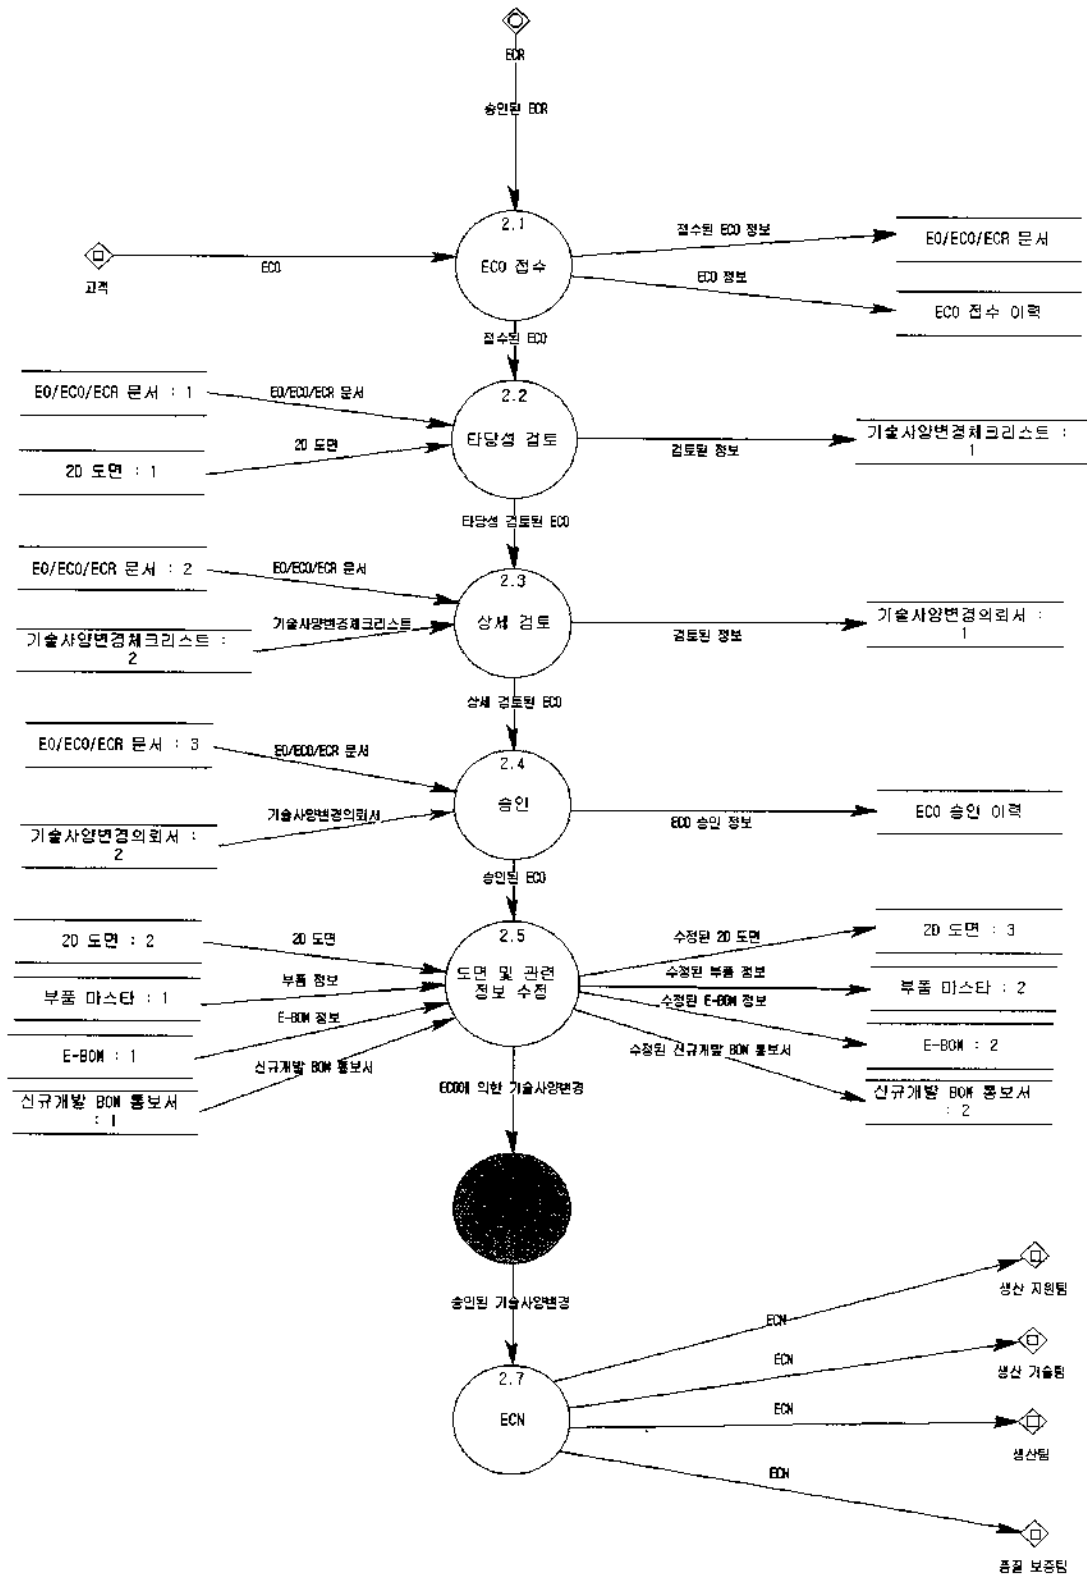 ECR
승인된 ECR
2.1
ECO 접수
고객
ECO
접수된 ECO 정보
EO/ECO/ECR 문서
ECO 정보
ECO 접수 이력
접수된 ECO
EO/ECO/ECR 문서 : 1
EO/ECO/ECR 문서
2D 도면
2D 도면 : 1
2.2
타당성 검토
검토된 정보
기술사양변경체크리스트 :
1
타당성 검토된 ECO
EO/ECO/ECR 문서 : 2
EO/ECO/ECR 문서
기술사양변경체크리스트
기술사양변경체크리스트 :
2
2.3
상세 검토
검토된 정보
기술사양변경의뢰서 :
1
상세 검토된 ECO
EO/ECO/ECR 문서 : 3
EO/ECO/ECR 문서
기술사양변경의뢰서
기술사양변경의뢰서 :
2
2.4
승인
ECO 승인 정보
ECO 승인 이력
승인된 ECO
2D 도면 : 2
2D 도면
부품 정보
부품 마스타 : 1
E-BOM 정보
E-BOM : 1
신규개발 BOM 통보서
신규개발 BOM 통보서
: 1
2.5
도면 및 관련
정보 수정
수정된 2D 도면
2D 도면 : 3
수정된 부품 정보
부품 마스타 : 2
수정된 E-BOM 정보
E-BOM : 2
수정된 신규개발 BOM 통보서
신규개발 BOM 통보서
: 2
ECO에 의한 기술사양변경
승인된 기술사양변경
2.7
ECN
ECN
생산 지원팀
ECN
생산 기술팀
ECN
생산팀
ECN
품질 보증팀